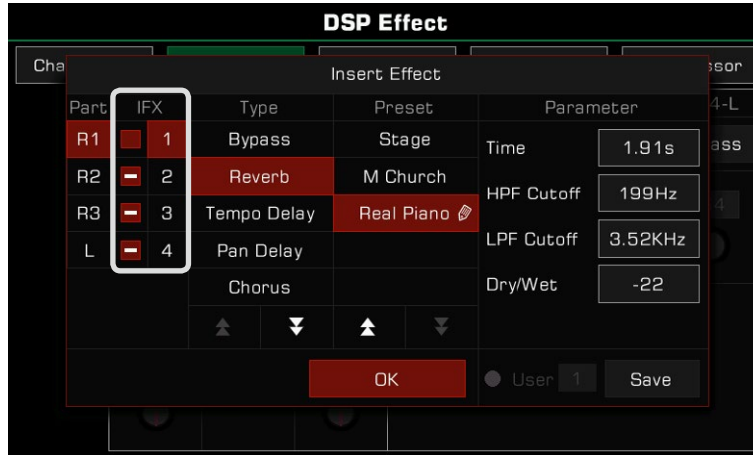 DSP Effect
Cha
ssor
Insert Effect
Part IFX Type Preset Parameter
4-L
R1 1 Bypass Stage Time 1.91s
ass
R2 2 Reverb M Church HPF Cutoff 199Hz
R3 3 Tempo Delay Real Piano
4
L 4 Pan Delay LPF Cutoff 3.52KHz
Chorus Dry/Wet -22
OK User 1 Save